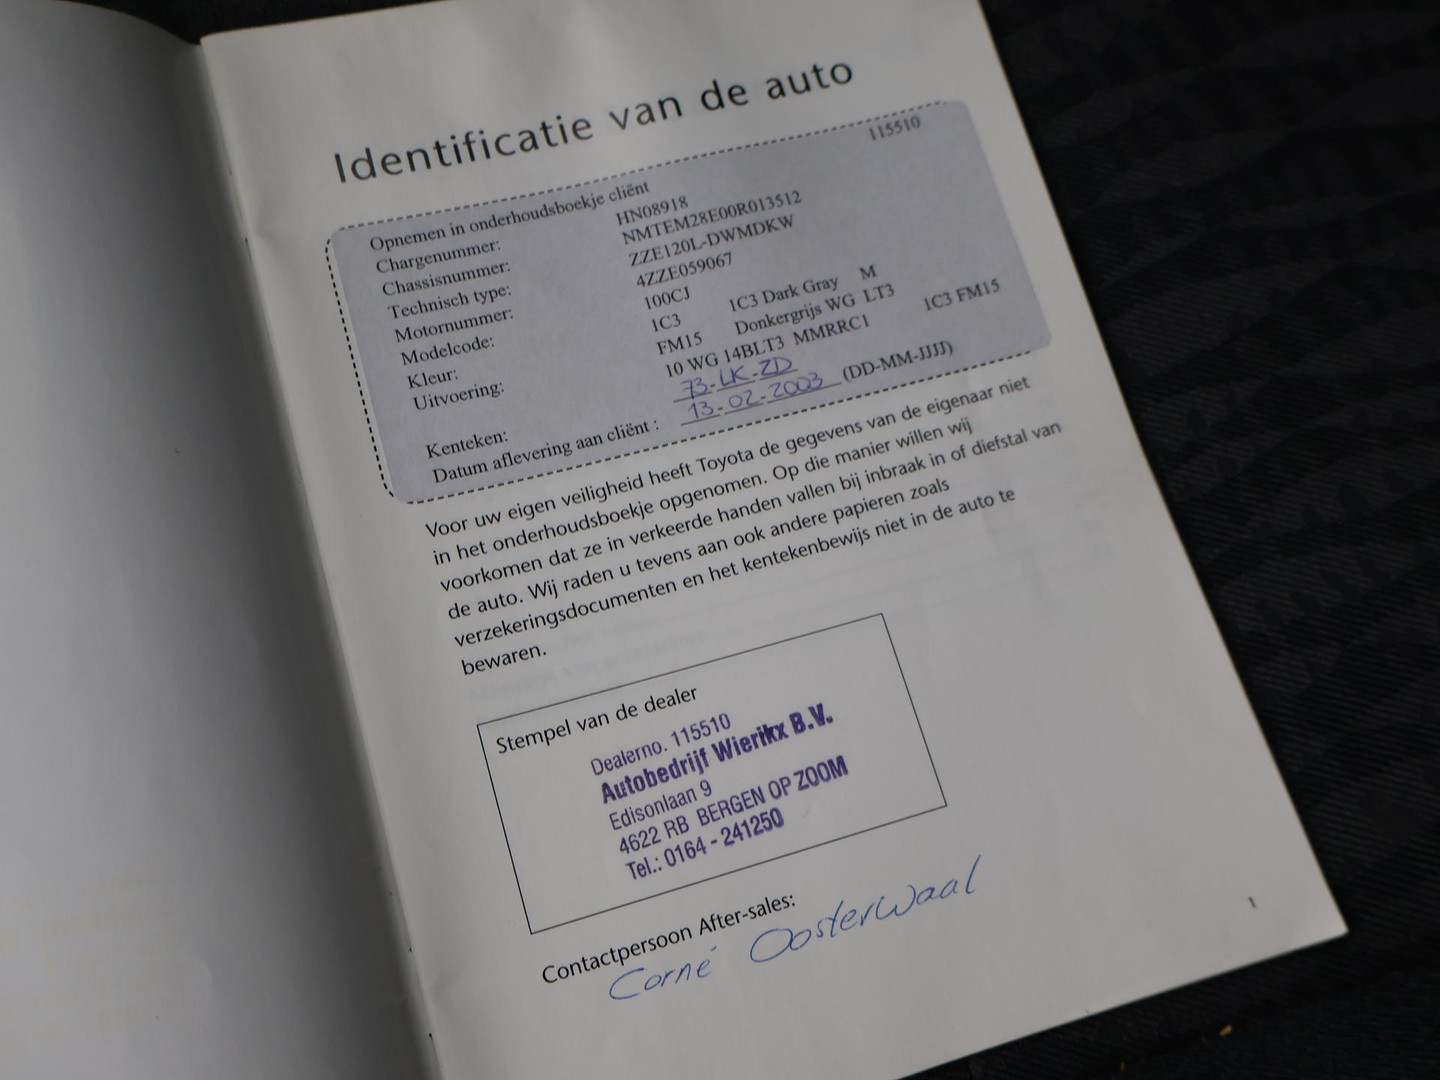 Identificatie van de auto
115510
Opnemen in onderhoudsboekje cliënt
Chargenummer: HN08918
Chassisnummer: NMTEM28E00R013512
Technisch type: ZZE120L-DWMDKW
Motornummer: 4ZZE059067
Modelcode: 100CJ
Kleur: 1C3 1C3 Dark Gray M
Uitvoering: FM15 Donkergrijs WG LT3 1C3 FM15
10 WG 14BLT3 MMRRC1
Kenteken: 73-LK-ZD
Datum aflevering aan cliënt : 13-02-2003 (DD-MM-JJJJ)
Voor uw eigen veiligheid heeft Toyota de gegevens van de eigenaar niet
in het onderhoudsboekje opgenomen. Op die manier willen wij
voorkomen dat ze in verkeerde handen vallen bij inbraak in of diefstal van
de auto. Wij raden u tevens aan ook andere papieren zoals
verzekeringsdocumenten en het kentekenbewijs niet in de auto te
bewaren.
Stempel van de dealer
Dealerno. 115510
Autobedrijf Wierikx B.V.
Edisonlaan 9
4622 RB BERGEN OP ZOOM
Tel.: 0164 - 241250
Contactpersoon After-sales:
Corné Oosterwaal
1